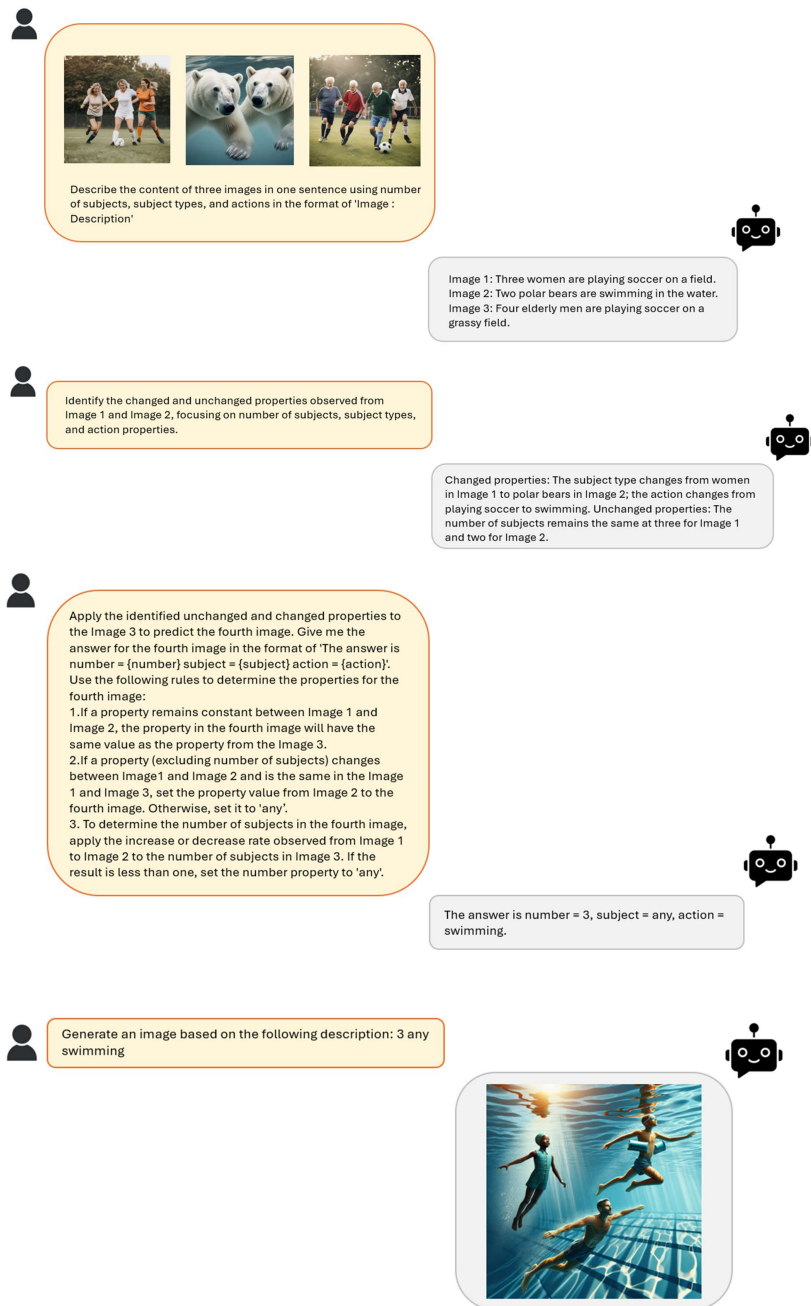 Describe the content of three images in one sentence using number
of subjects, subject types, and actions in the format of 'Image :
Description'
Image 1: Three women are playing soccer on a field.
Image 2: Two polar bears are swimming in the water.
Image 3: Four elderly men are playing soccer on a
grassy field.
Identify the changed and unchanged properties observed from
Image 1 and Image 2, focusing on number of subjects, subject types,
and action properties.
Changed properties: The subject type changes from women
in Image 1 to polar bears in Image 2; the action changes from
playing soccer to swimming. Unchanged properties: The
number of subjects remains the same at three for Image 1
and two for Image 2.
Apply the identified unchanged and changed properties to
the Image 3 to predict the fourth image. Give me the
answer for the fourth image in the format of 'The answer is
number = {number} subject = {subject} action = {action}'.
Use the following rules to determine the properties for the
fourth image:
1.If a property remains constant between Image 1 and
Image 2, the property in the fourth image will have the
same value as the property from the Image 3.
2.If a property (excluding number of subjects) changes
between Image1 and Image 2 and is the same in the Image
1 and Image 3, set the property value from Image 2 to the
fourth image. Otherwise, set it to 'any’.
3. To determine the number of subjects in the fourth image,
apply the increase or decrease rate observed from Image 1
to Image 2 to the number of subjects in Image 3. If the
result is less than one, set the number property to 'any'.
The answer is number = 3, subject = any, action =
swimming.
Generate an image based on the following description: 3 any
swimming